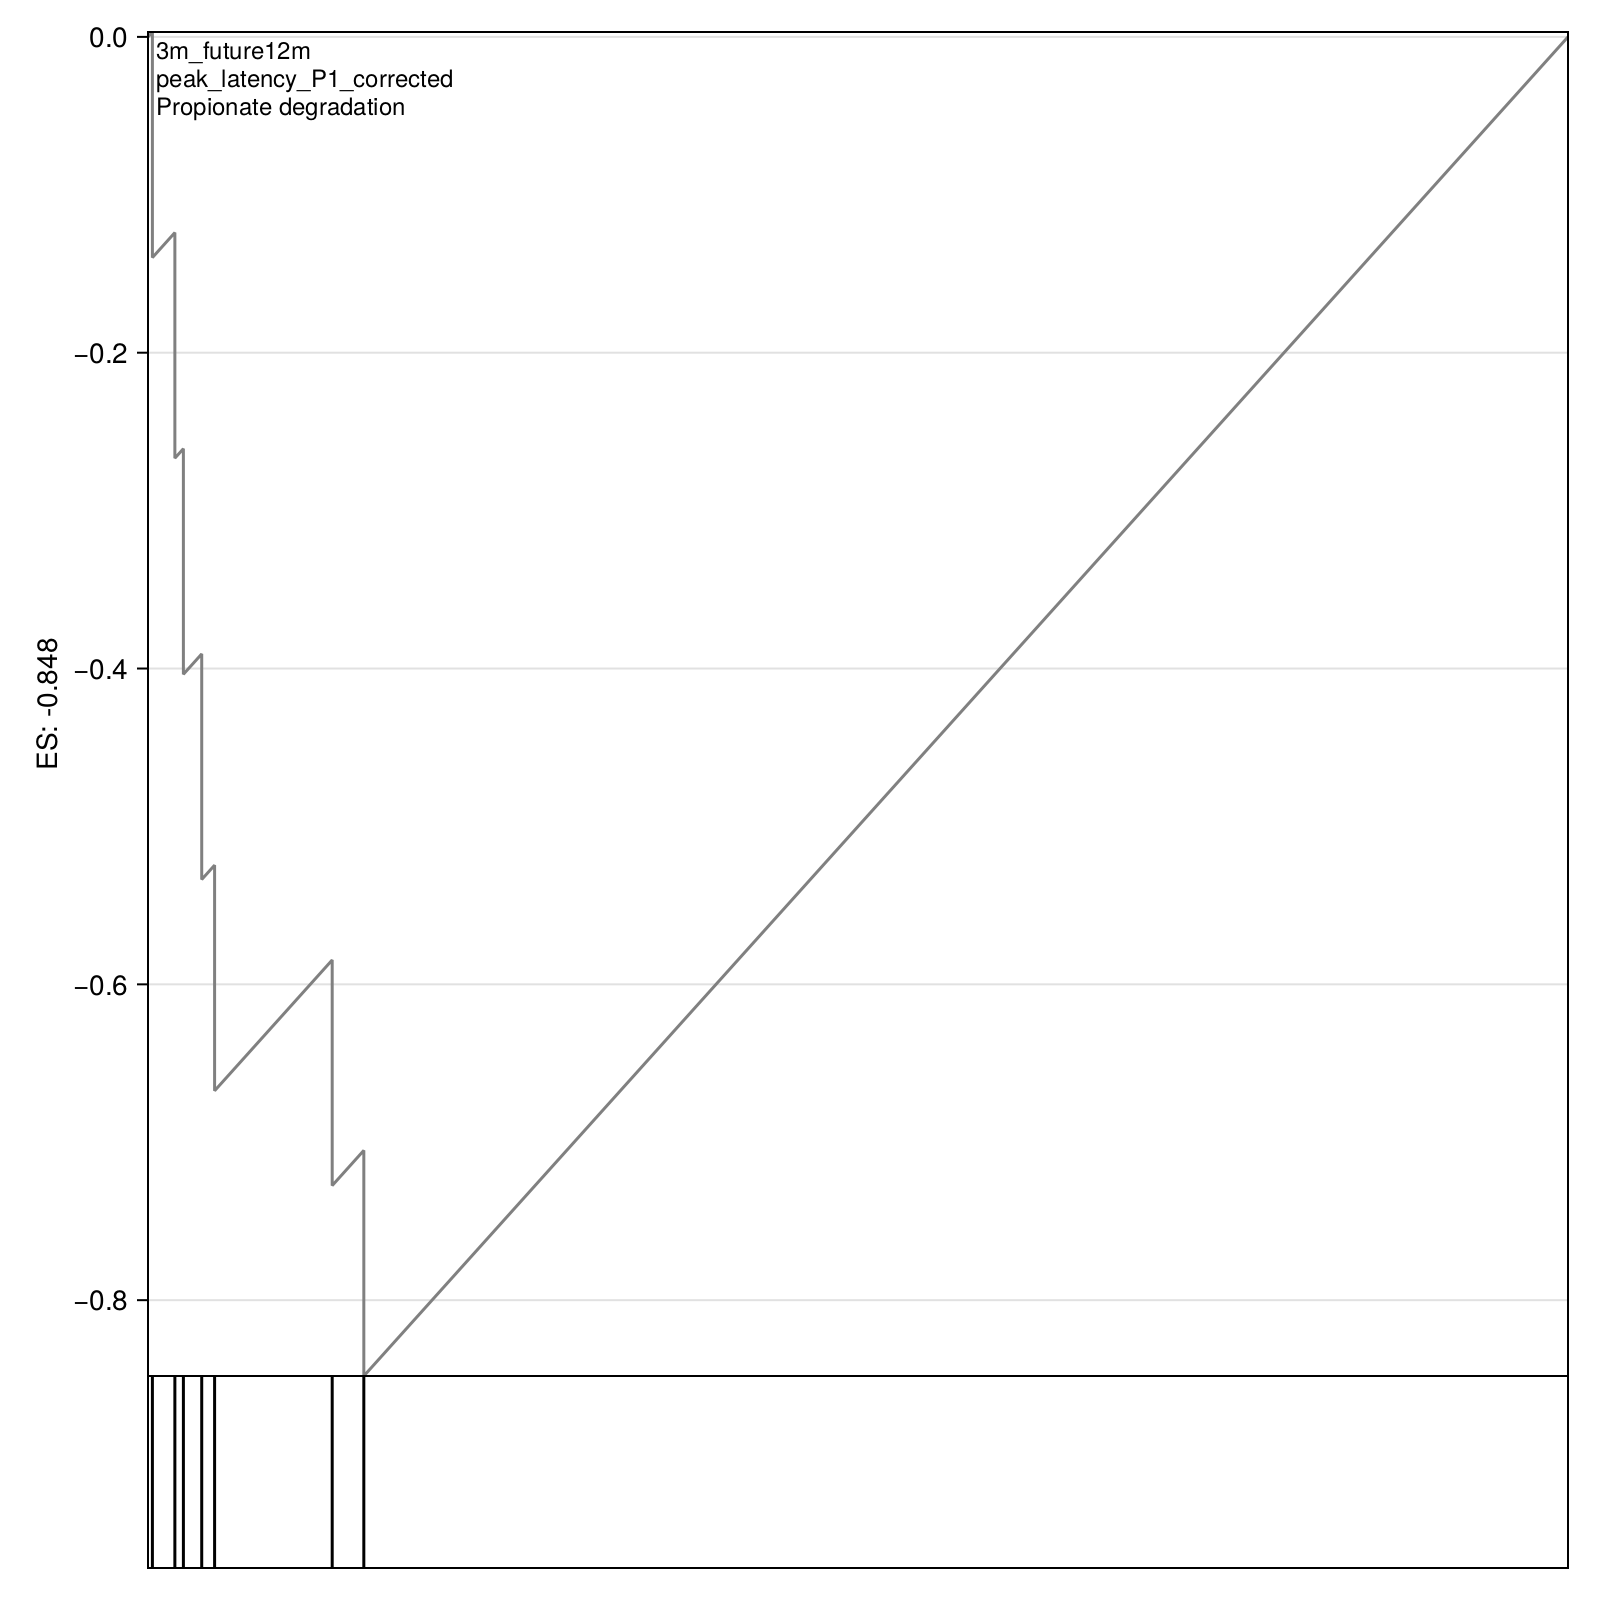 0.0
3m_future12m
peak_latency_P1_corrected
Propionate degradation
−0.2
−0.4
ES: -0.848
−0.6
−0.8